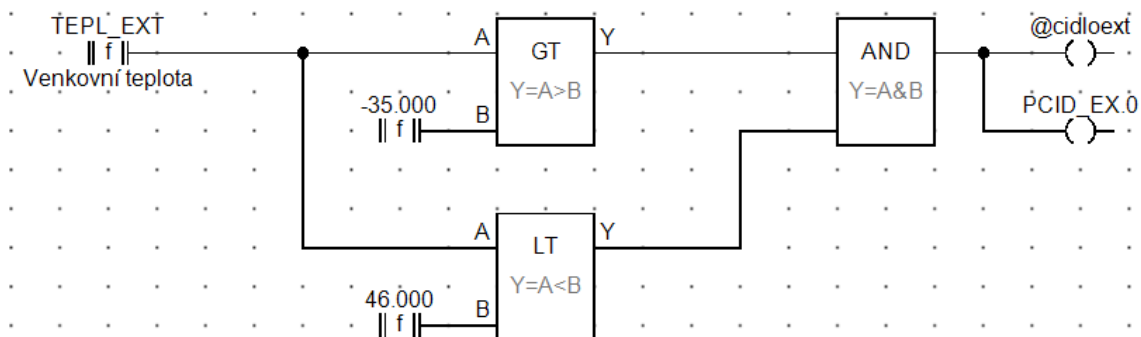 TEPL_EXT
f
Venkovní teplota
A
GT
Y
Y=A>B
-35.000
f
B
AND
Y=A&B
@cidloext
PCID_EX.0
A
LT
Y
Y=A<B
46.000
f
B